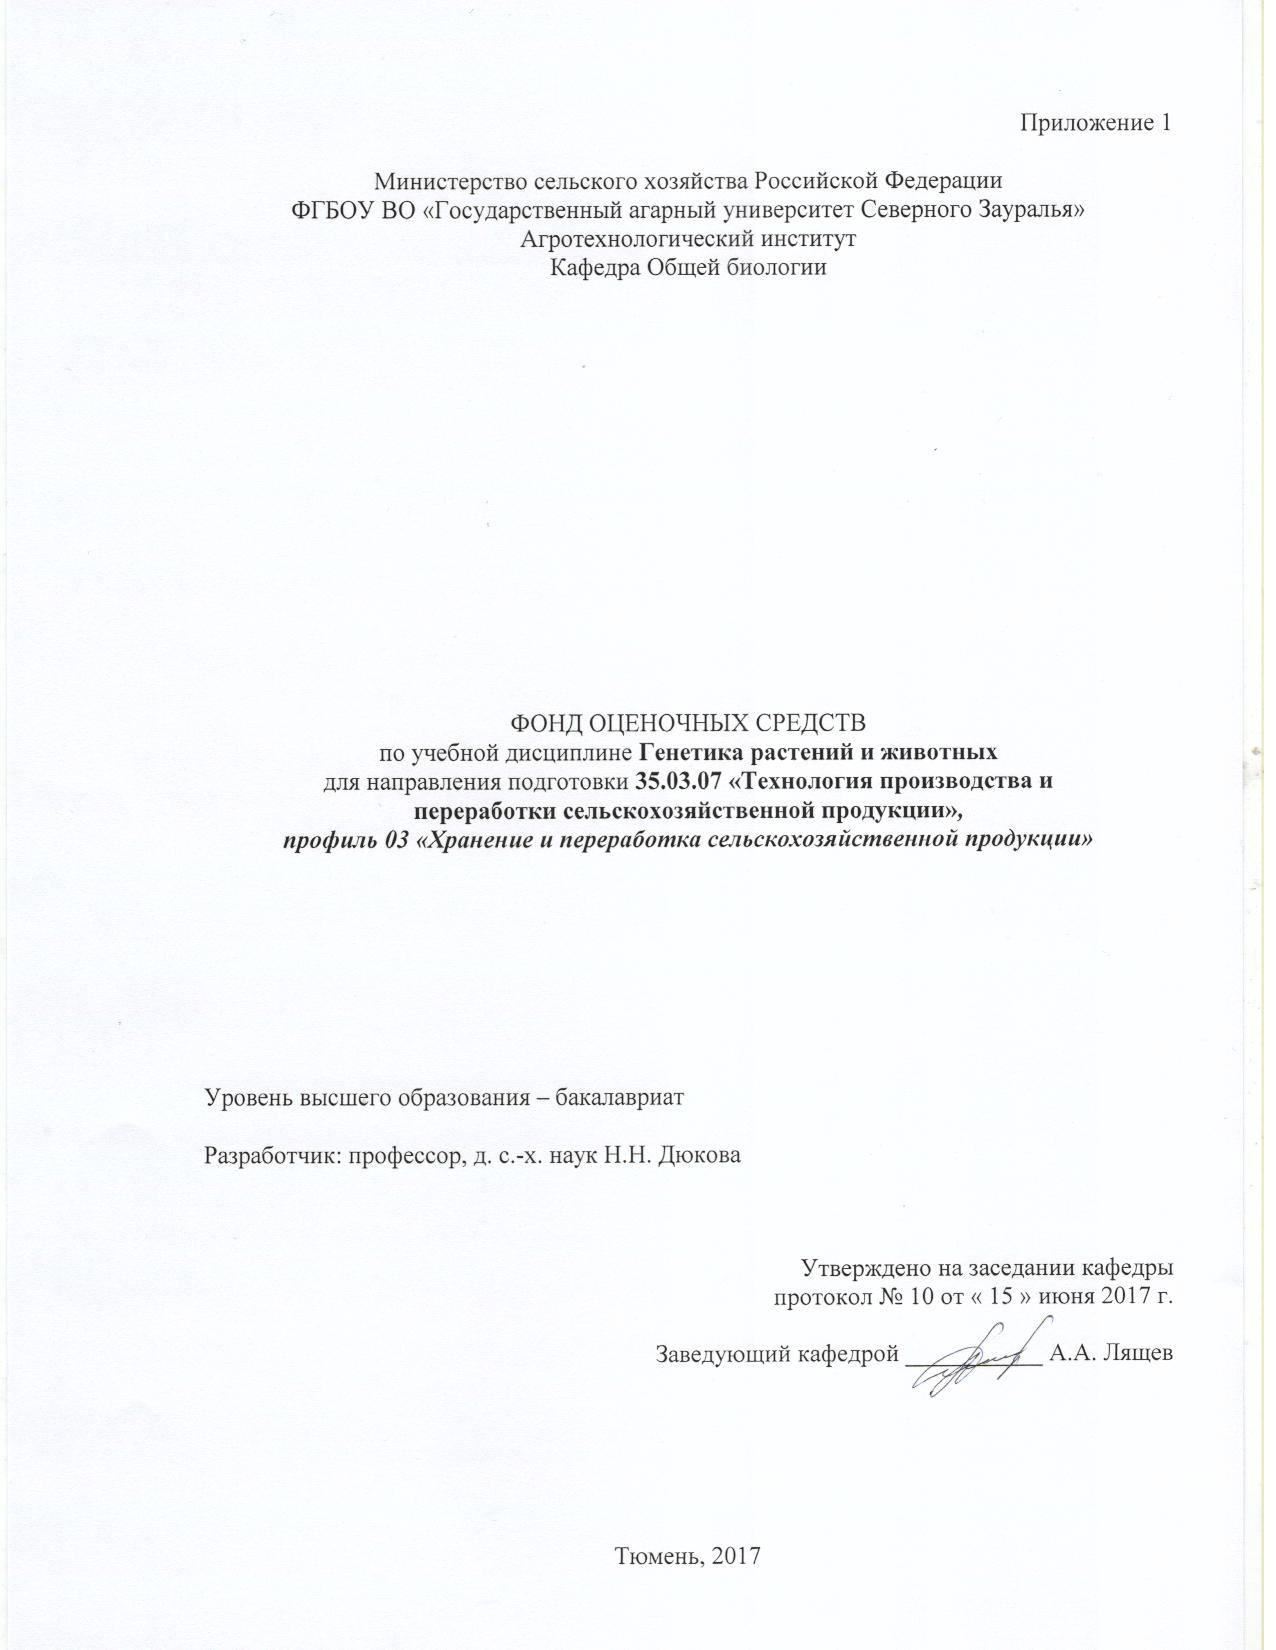 Приложение 1
Министерство сельского хозяйства Российской Федерации
ФГБОУ ВО «Государственный агарный университет Северного Зауралья»
Агротехнологический институт
Кафедра Общей биологии
ФОНД ОЦЕНОЧНЫХ СРЕДСТВ
по учебной дисциплине Генетика растений и животных
для направления подготовки 35.03.07 «Технология производства и
переработки сельскохозяйственной продукции»,
профиль 03 «Хранение и переработка сельскохозяйственной продукции»
Уровень высшего образования – бакалавриат
Разработчик: профессор, д. с.-х. наук Н.Н. Дюкова
Утверждено на заседании кафедры
протокол № 10 от « 15 » июня 2017 г.
Заведующий кафедрой ___________ А.А. Лящев
Тюмень, 2017